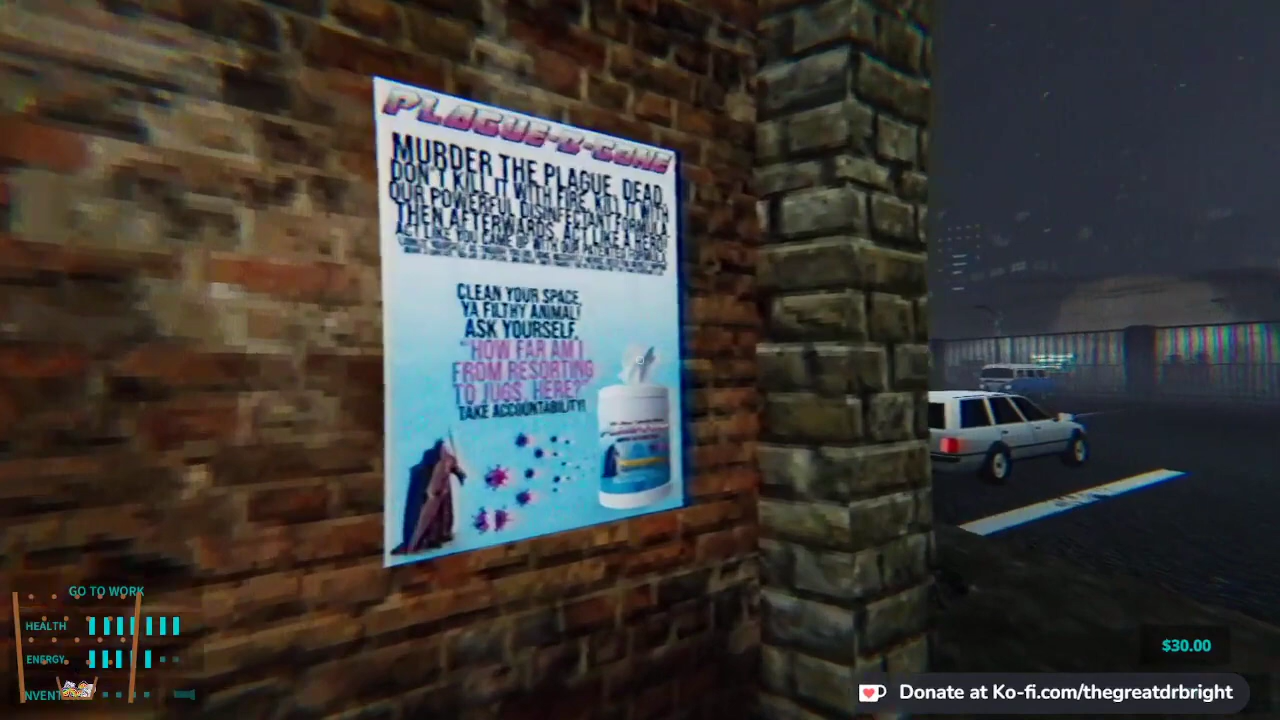 PLAGUE-B-GONE
MURDER THE PLAGUE, DEAD.
DON'T KILL IT WITH FIRE, KILL IT WITH
OUR POWERFUL DISINFECTANT FORMULA
THEN AFTERWARDS, ACT LIKE A HERO!
ACT LIKE YOU CAME UP WITH OUR PATENTED FORMULA
CLEAN YOUR SPACE,
YA FILTHY ANIMAL!
ASK YOURSELF,
"HOW FAR AM I
FROM RESORTING
TO JUGS, HERE?"
TAKE ACCOUNTABILITY!
GO TO WORK
HEALTH
ENERGY
$30.00
Donate at Ko-fi.com/thegreatdrbright